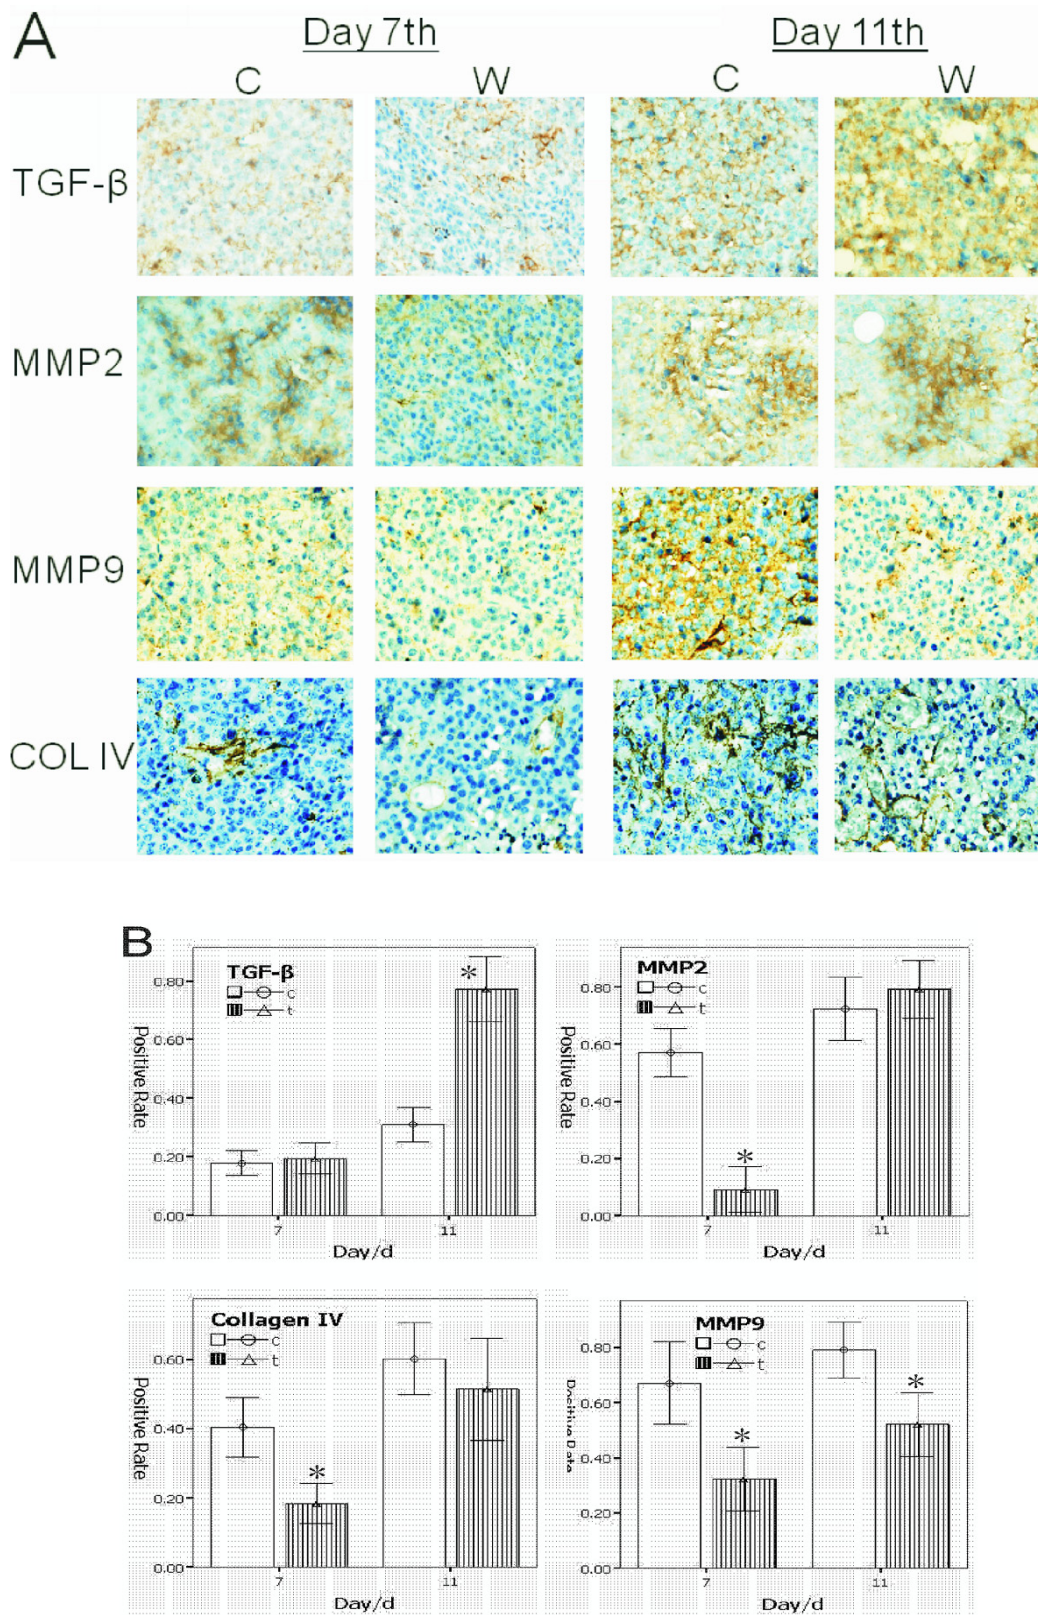 A
Day 7th Day 11th
C W C W
TGF-β
MMP2
MMP9
COL IV
B
TGF-β
c
t
Positive Rate
0.80
0.60
0.40
0.20
0.00
*
7 11
Day/d
MMP2
c
t
Positive Rate
0.80
0.60
0.40
0.20
0.00
*
7 11
Day/d
Collagen IV
c
t
Positive Rate
0.60
0.40
0.20
0.00
*
7 11
Day/d
MMP9
c
t
Positive Rate
0.80
0.60
0.40
0.20
0.00
*
*
7 11
Day/d